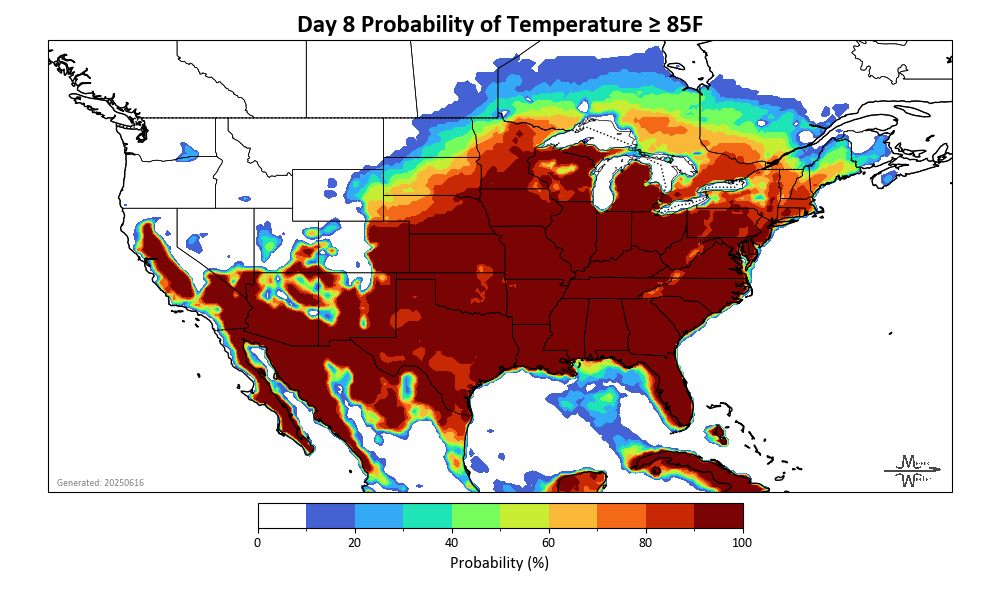 Day 8 Probability of Temperature ≥ 85F
Generated: 20250616
0 20 40 60 80 100
Probability (%)